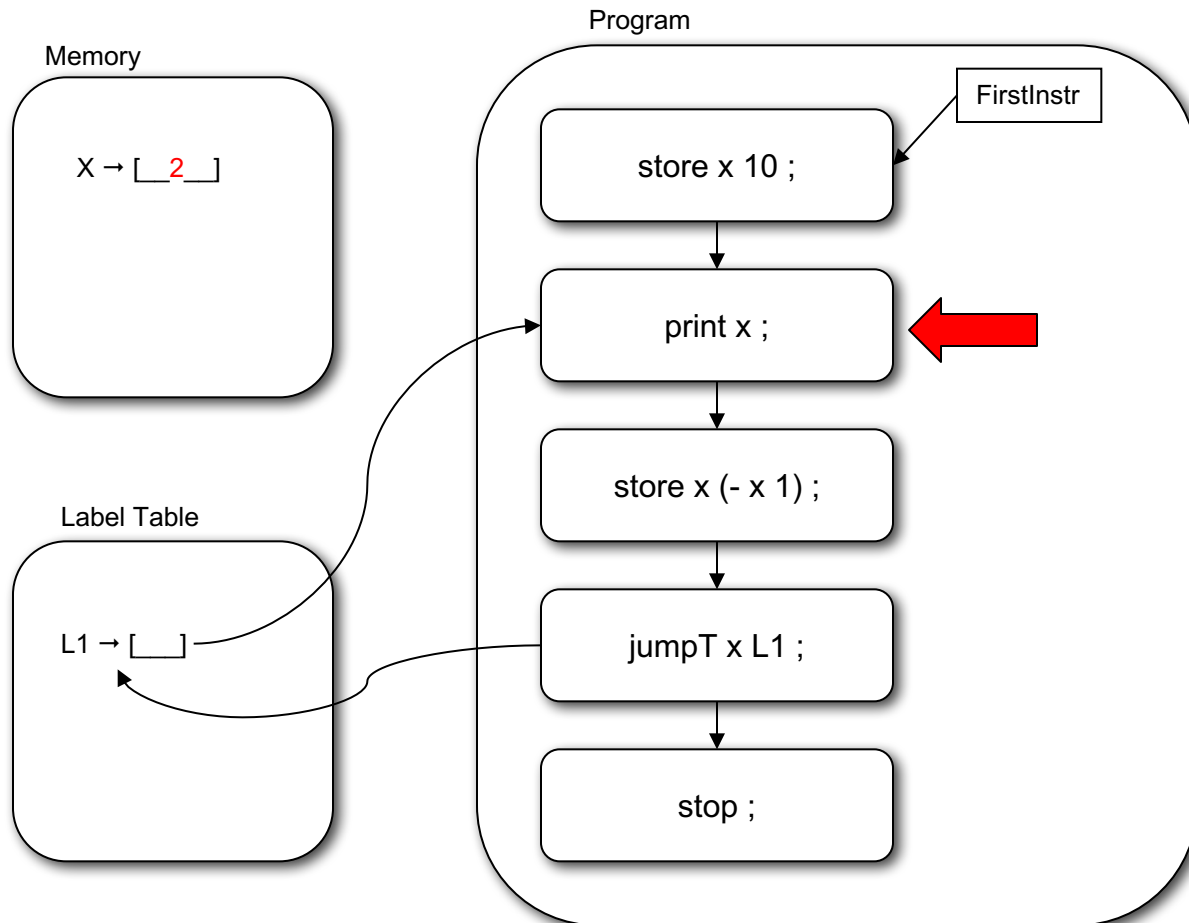 Program
Memory
FirstInstr
X → [__2__]
store x 10 ;
print x ;
store x (- x 1) ;
Label Table
L1 → [___]
jumpT x L1 ;
stop ;